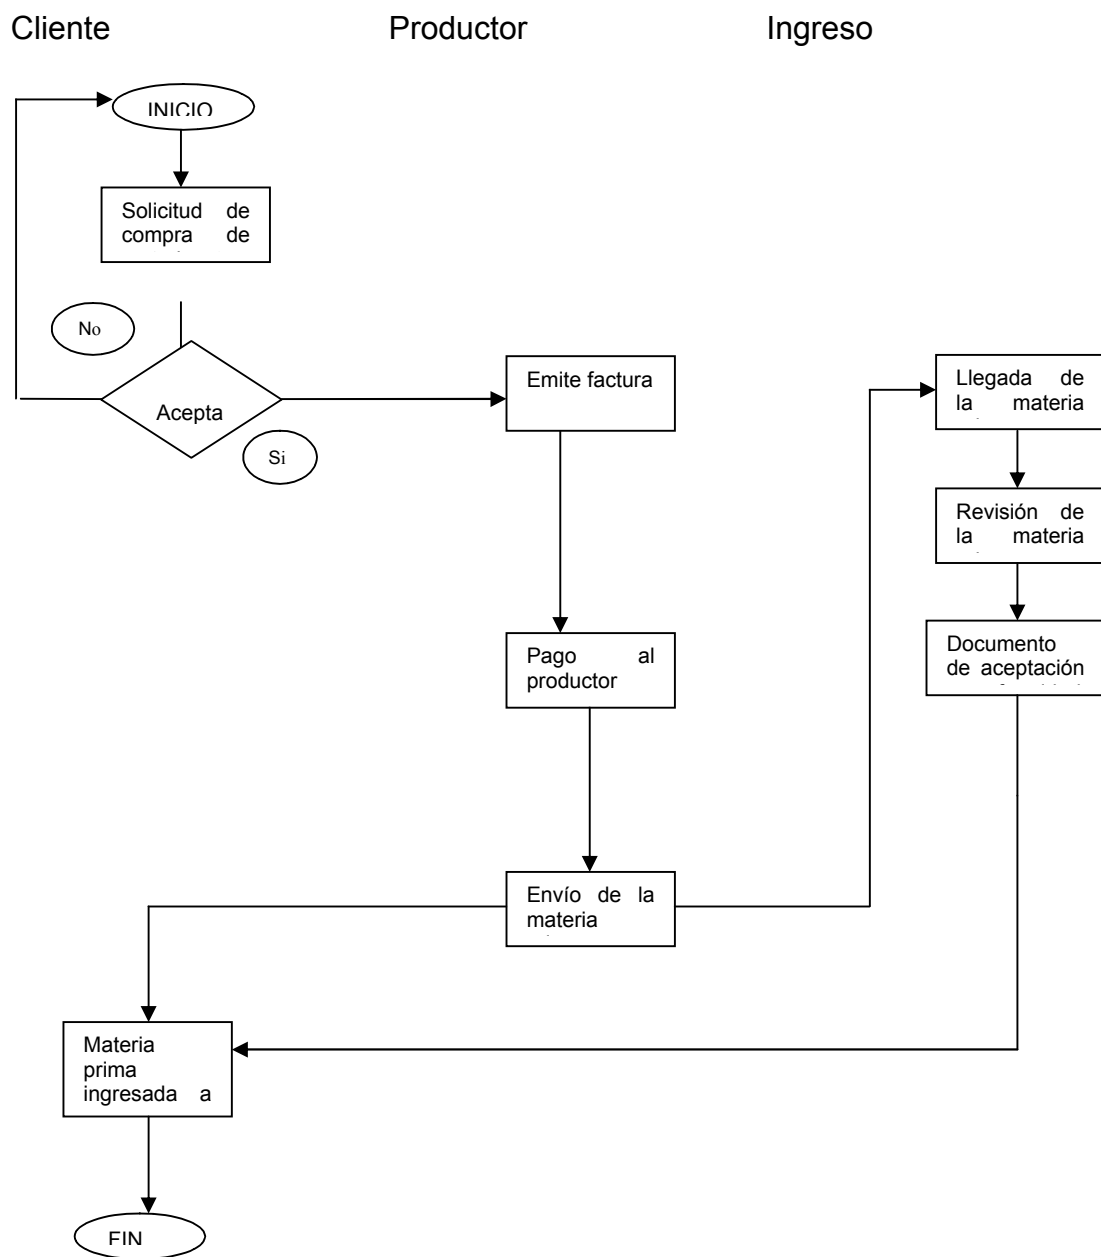 Cliente Productor Ingreso
INICIO
Solicitud de
compra de
No
Acepta
Si
Emite factura
Pago al
productor
Envío de la
materia
Llegada de
la materia
Revisión de
la materia
Documento
de aceptación
Materia
prima
ingresada a
FIN